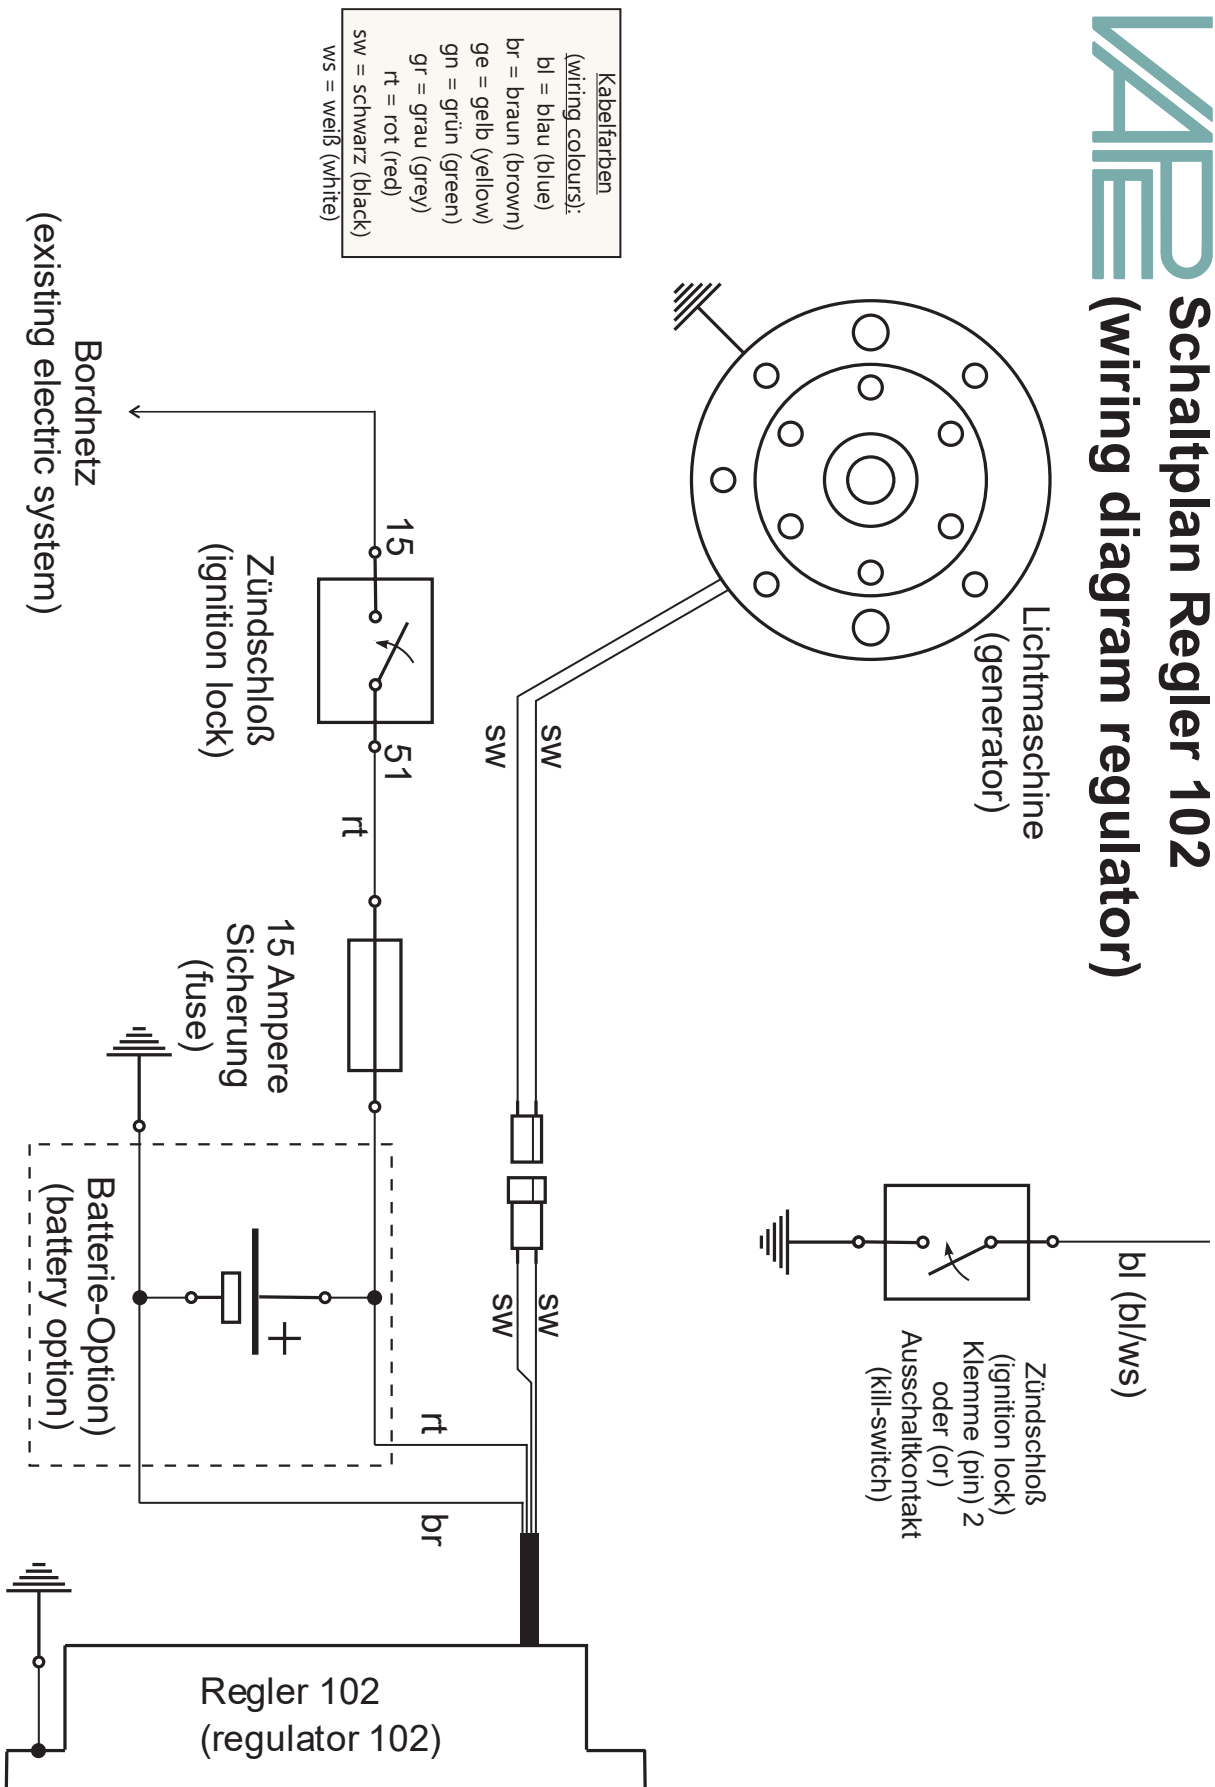 VAPE
Schaltplan Regler 102
(wiring diagram regulator)
Lichtmaschine
(generator)
bl (bl/ws)
Zündschloß
(ignition lock)
Klemme (pin) 2
oder (or)
Ausschaltkontakt
(kill-switch)
Kabelfarben
(wiring colours):
bl = blau (blue)
br = braun (brown)
ge = gelb (yellow)
gn = grün (green)
gr = grau (grey)
rt = rot (red)
sw = schwarz (black)
ws = weiß (white)
sw
sw
sw
sw
15
51
rt
Zündschloß
(ignition lock)
15 Ampere
Sicherung
(fuse)
rt
br
+
Batterie-Option)
(battery option)
Bordnetz
(existing electric system)
Regler 102
(regulator 102)